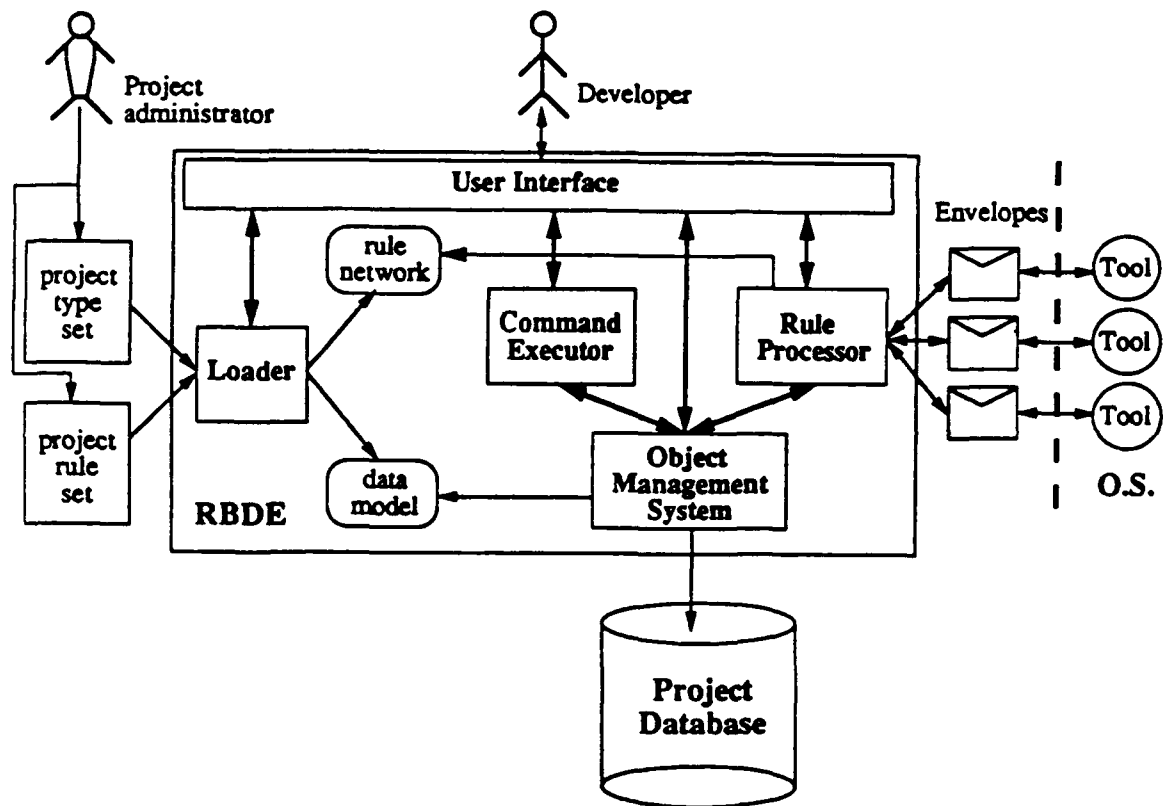 Project
administrator
Developer
User Interface
Envelopes
project
type
set
rule
network
Tool
Loader
Command
Executor
Rule
Processor
Tool
project
rule
set
Tool
data
model
Object
Management
System
O.S.
RBDE
Project
Database